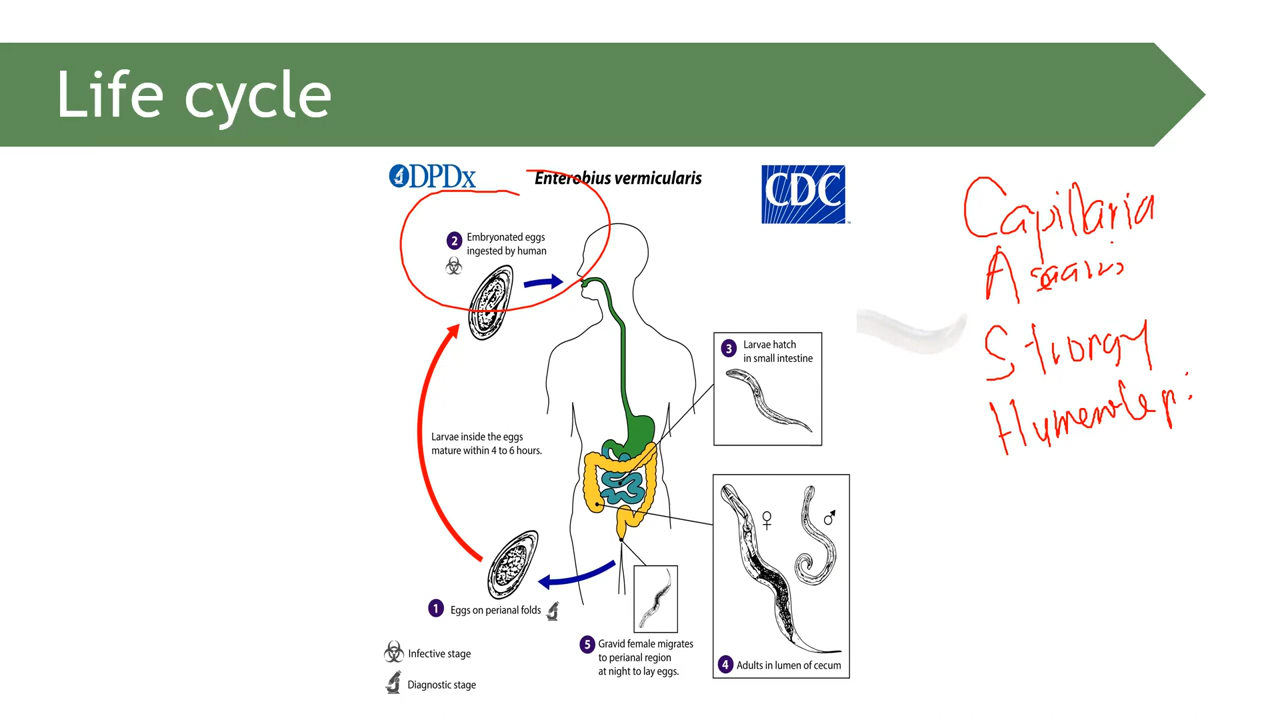 Life cycle
DPDx
Enterobius vermicularis
CDC
2 Embryonated eggs
ingested by human
3 Larvae hatch
in small intestine
Larvae inside the eggs
mature within 4 to 6 hours.
1 Eggs on perianal folds
5 Gravid female migrates
to perianal region
at night to lay eggs.
4 Adults in lumen of cecum
♀
♂
Infective stage
Diagnostic stage
Capillaria
Strongy